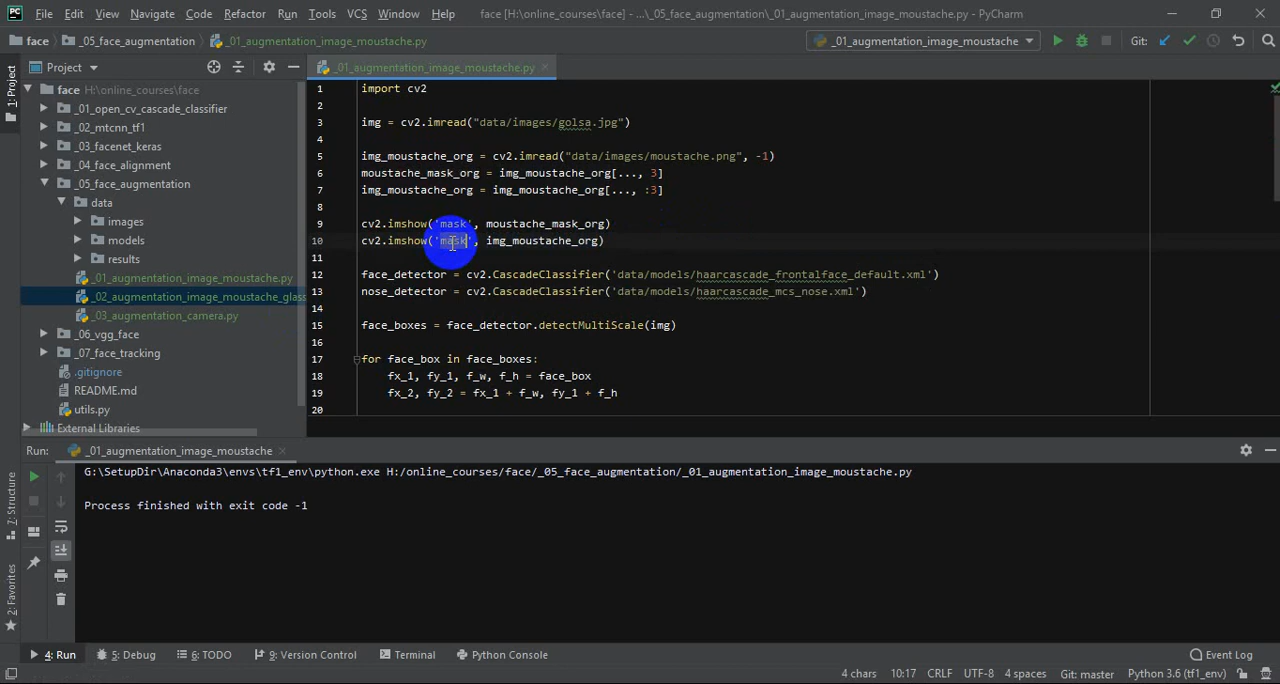 File Edit View Navigate Code Refactor Run Tools VCS Window Help face [H:\online_courses\face] - ...\_05_face_augmentation\_01_augmentation_image_moustache.py - PyCharm
face _05_face_augmentation _01_augmentation_image_moustache.py _01_augmentation_image_moustache Git:
1: Project
Project
_01_augmentation_image_moustache.py
face H:\online_courses\face
_01_open_cv_cascade_classifier
_02_mtcnn_tf1
_03_facenet_keras
_04_face_alignment
_05_face_augmentation
data
images
models
results
_01_augmentation_image_moustache.py
_02_augmentation_image_moustache_glass
_03_augmentation_camera.py
_06_vgg_face
_07_face_tracking
.gitignore
README.md
utils.py
External Libraries
1 import cv2
2
3 img = cv2.imread("data/images/golsa.jpg")
4
5 img_moustache_org = cv2.imread("data/images/moustache.png", -1)
6 moustache_mask_org = img_moustache_org[..., 3]
7 img_moustache_org = img_moustache_org[..., :3]
8
9 cv2.imshow('mask', moustache_mask_org)
10 cv2.imshow('mask', img_moustache_org)
11
12 face_detector = cv2.CascadeClassifier('data/models/haarcascade_frontalface_default.xml')
13 nose_detector = cv2.CascadeClassifier('data/models/haarcascade_mcs_nose.xml')
14
15 face_boxes = face_detector.detectMultiScale(img)
16
17 for face_box in face_boxes:
18 fx_1, fy_1, f_w, f_h = face_box
19 fx_2, fy_2 = fx_1 + f_w, fy_1 + f_h
20
Run: _01_augmentation_image_moustache
G:\SetupDir\Anaconda3\envs\tf1_env\python.exe H:/online_courses/face/_05_face_augmentation/_01_augmentation_image_moustache.py
Process finished with exit code -1
Z: Structure
2: Favorites
4: Run 5: Debug 6: TODO 9: Version Control Terminal Python Console Event Log
4 chars 10:17 CRLF UTF-8 4 spaces Git: master Python 3.6 (tf1_env)